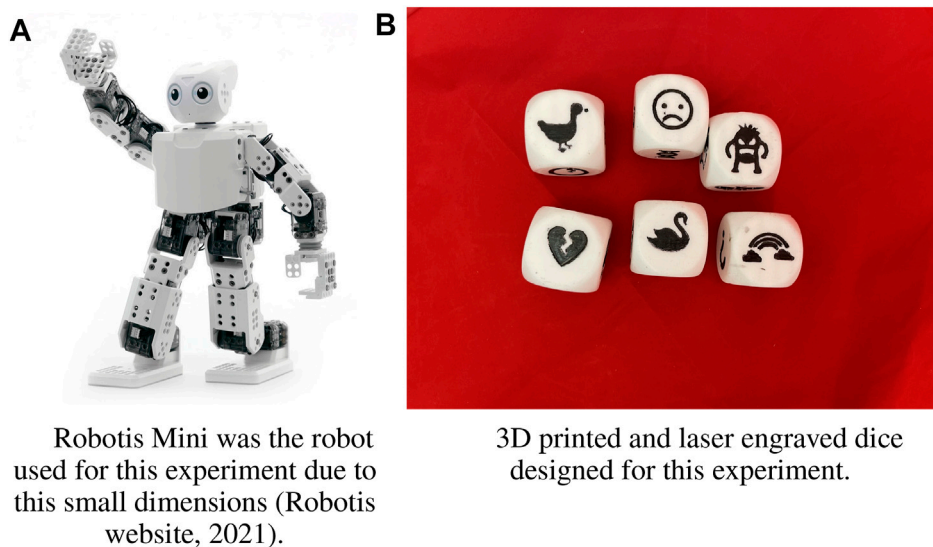 A
B
Robotis Mini was the robot
used for this experiment due to
this small dimensions (Robotis
website, 2021).
3D printed and laser engraved dice
designed for this experiment.